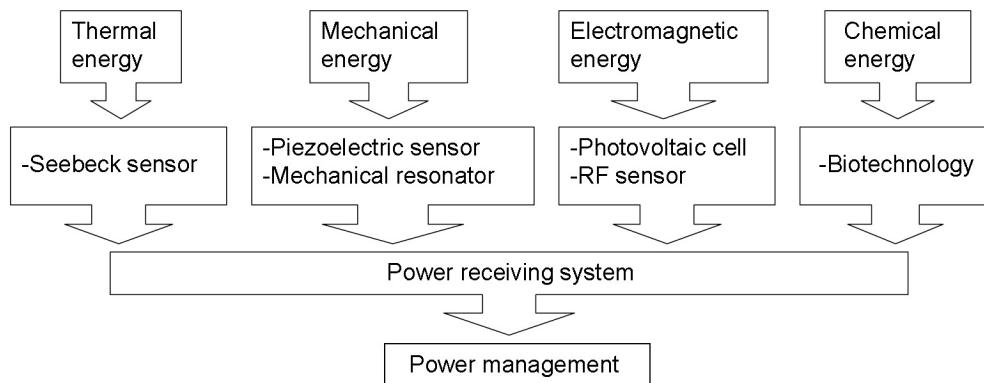 Thermal
energy
Mechanical
energy
Electromagnetic
energy
Chemical
energy
-Seebeck sensor
-Piezoelectric sensor
-Mechanical resonator
-Photovoltaic cell
-RF sensor
-Biotechnology
Power receiving system
Power management